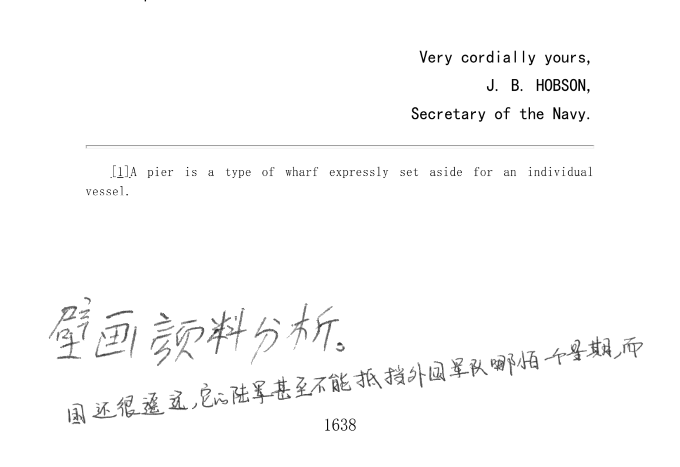 Very cordially yours,
J. B. HOBSON,
Secretary of the Navy.
[1]A pier is a type of wharf expressly set aside for an individual
vessel.
壁画颜料分析。
国还很遥远,它的陆军甚至不能抵挡外国军队哪怕一个星期,而
1638